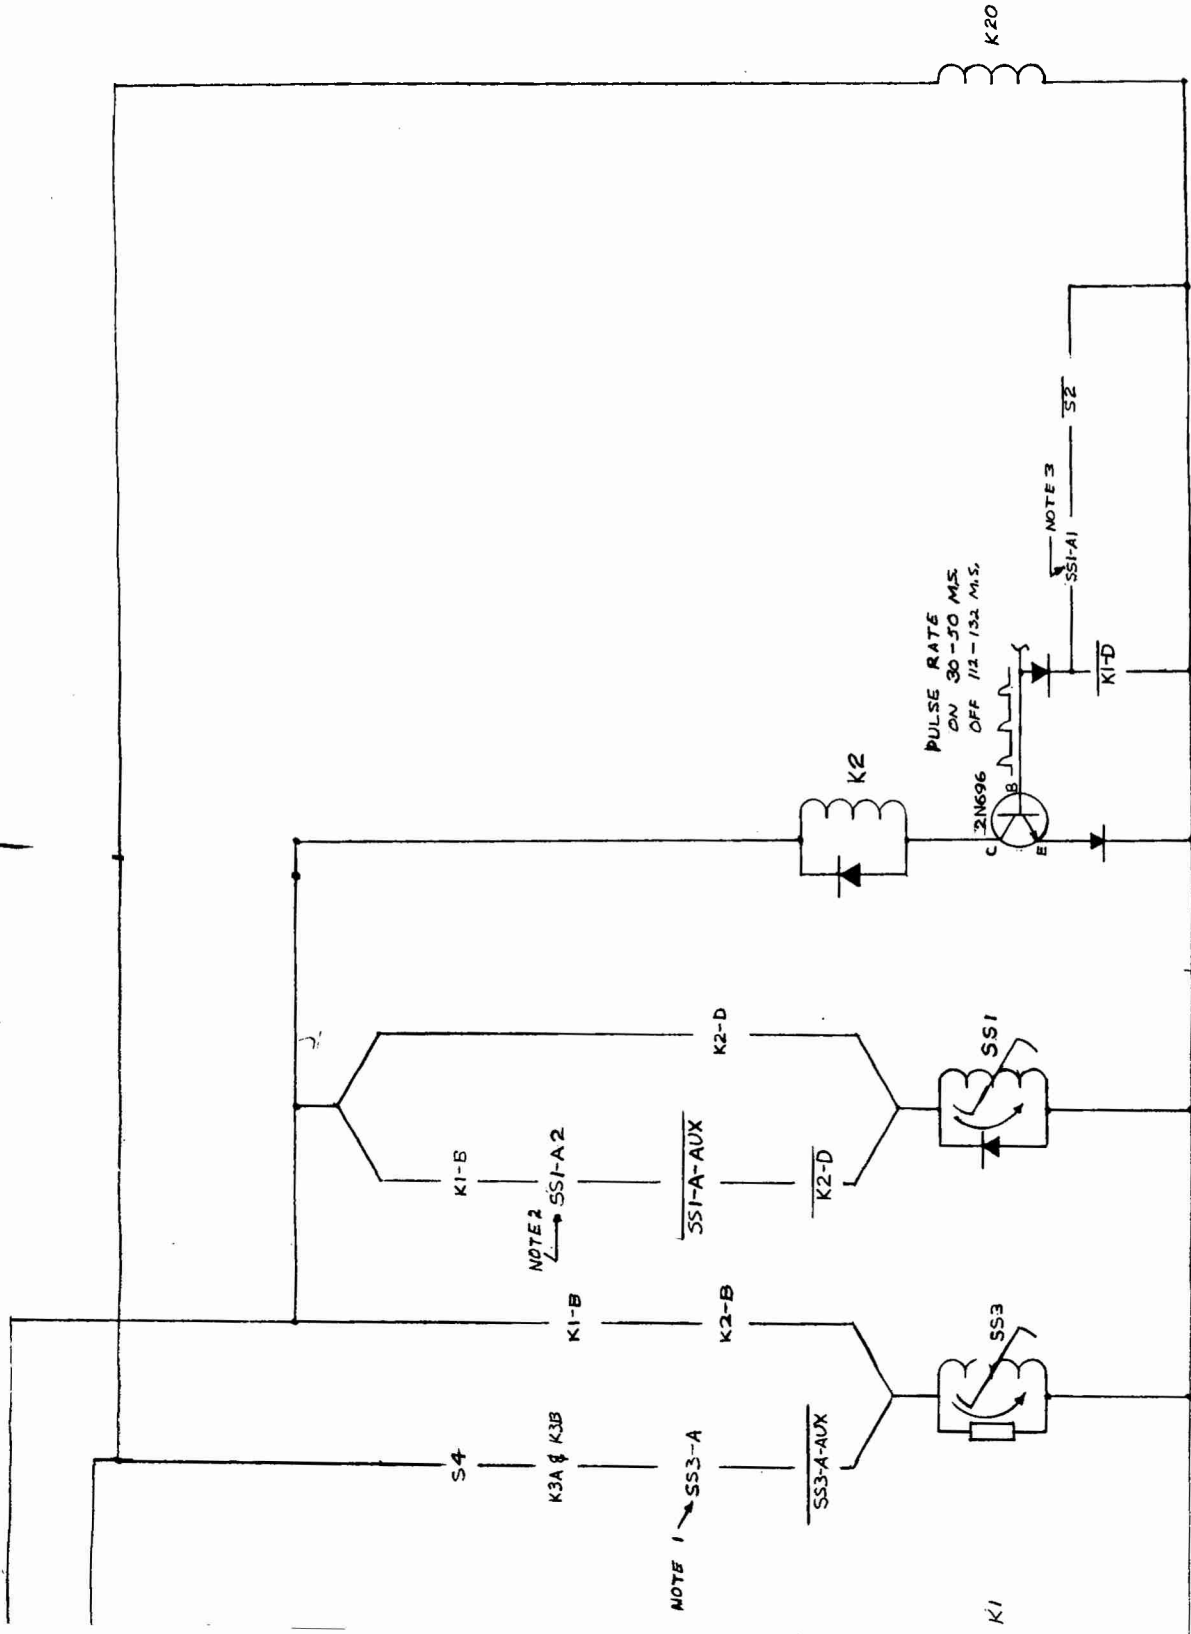 K20
K2
PULSE RATE
ON 30-50 M.S.
OFF 112-132 M.S.
2N696
C
B
E
NOTE 3
SS1-A1
S2
K1-D
K1-B
NOTE 2
SS1-A2
SS1-A-AUX
K2-D
K2-D
SS1
K1-B
K2-B
S4
K3A & K3B
NOTE 1
SS3-A
SS3-A-AUX
SS3
K1